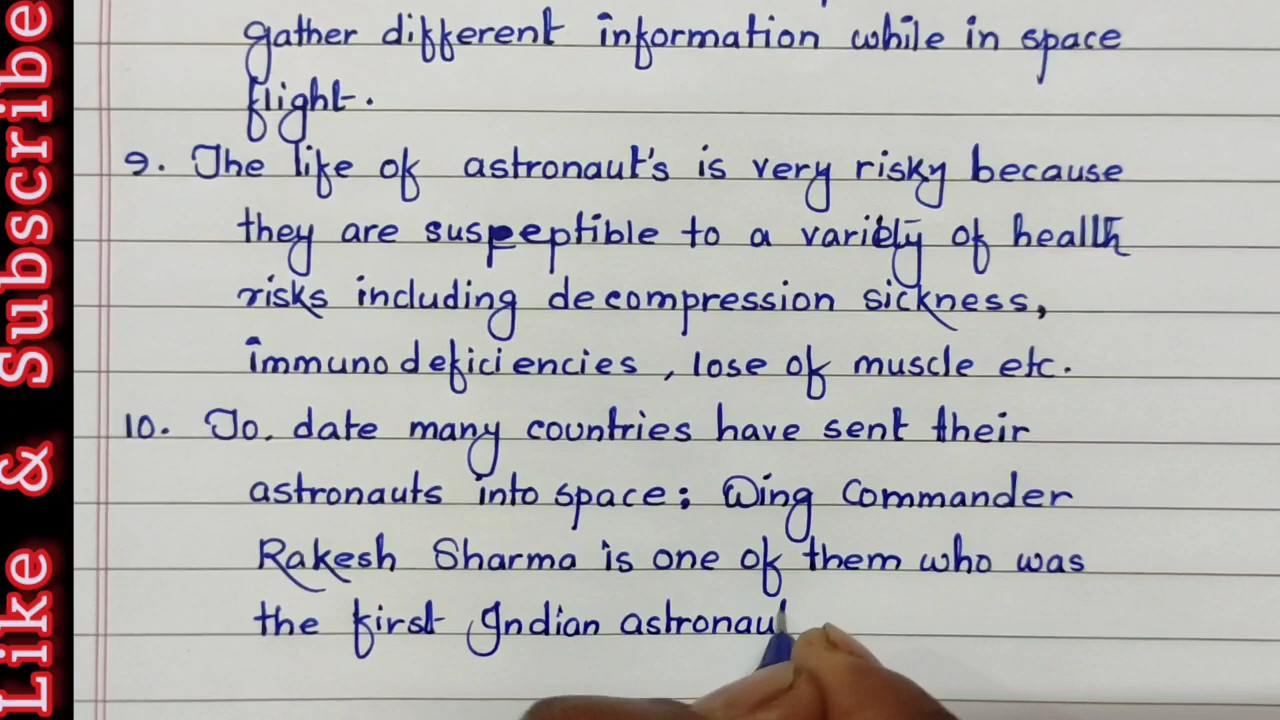 Like & Subscribe
gather different information while in space
flight.
9. The life of astronaut's is very risky because
they are suspeptible to a variety of health
risks including decompression sickness,
immunodeficiencies, lose of muscle etc.
10. To. date many countries have sent their
astronauts into space; Wing Commander
Rakesh Sharma is one of them who was
the first Indian astronau